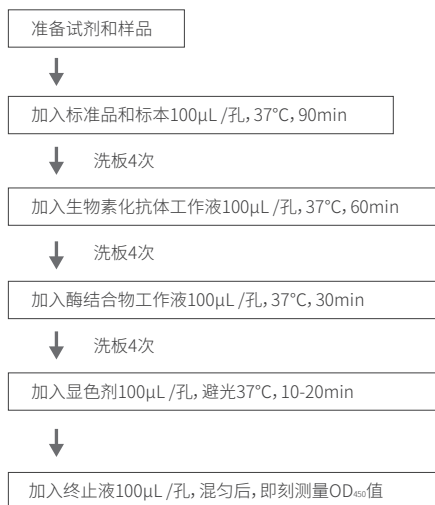 准备试剂和样品
加入标准品和标本100μL /孔, 37°C, 90min
洗板4次
加入生物素化抗体工作液100μL /孔, 37°C, 60min
洗板4次
加入酶结合物工作液100μL /孔, 37°C, 30min
洗板4次
加入显色剂100μL /孔, 避光37°C, 10-20min
加入终止液100μL /孔, 混匀后, 即刻测量OD₄₅₀值